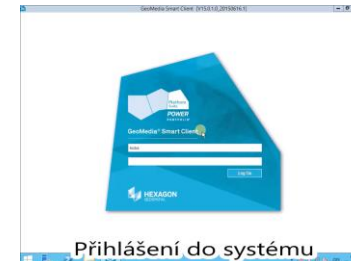 GeoMedia Smart Client [V15.0.1.0_20150616.1]
Platform
Suite
POWER
PORTFOLIO
GeoMedia® Smart Client
Log On
HEXAGON
GEOSPATIAL
Přihlášení do systému